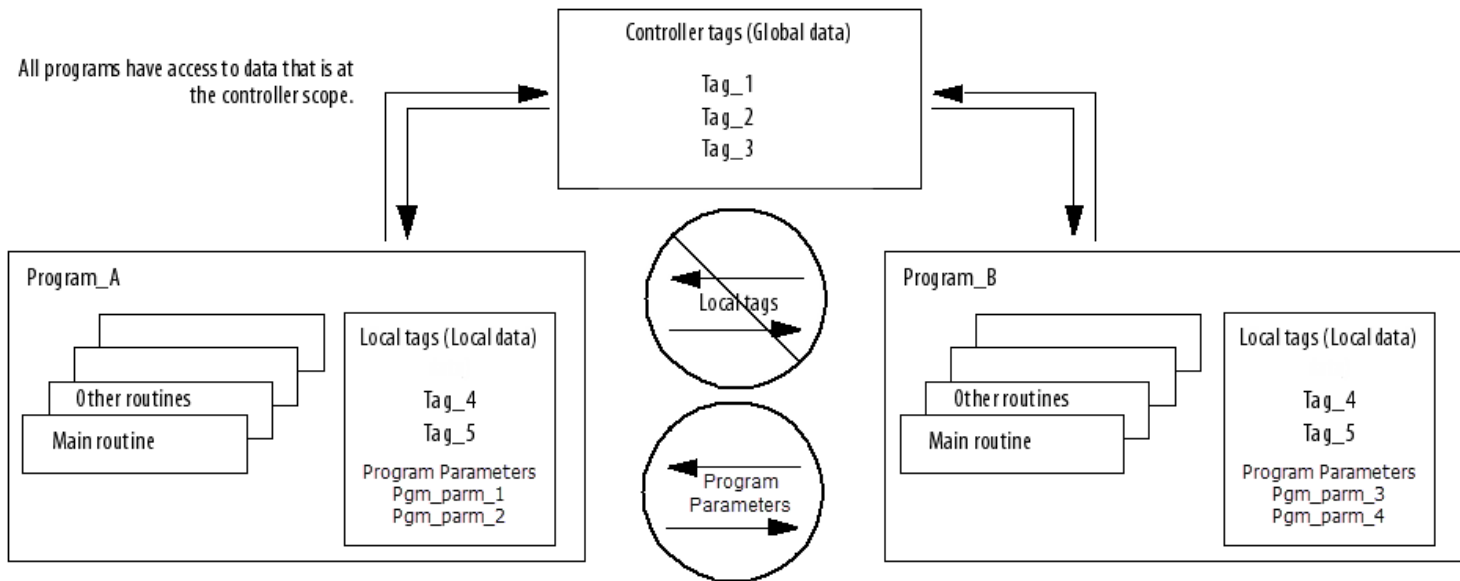 Controller tags (Global data)
Tag_1
Tag_2
Tag_3
All programs have access to data that is at
the controller scope.
Program_A
Other routines
Main routine
Local tags (Local data)
Tag_4
Tag_5
Program Parameters
Pgm_parm_1
Pgm_parm_2
Local tags
Program
Parameters
Program_B
Other routines
Main routine
Local tags (Local data)
Tag_4
Tag_5
Program Parameters
Pgm_parm_3
Pgm_parm_4